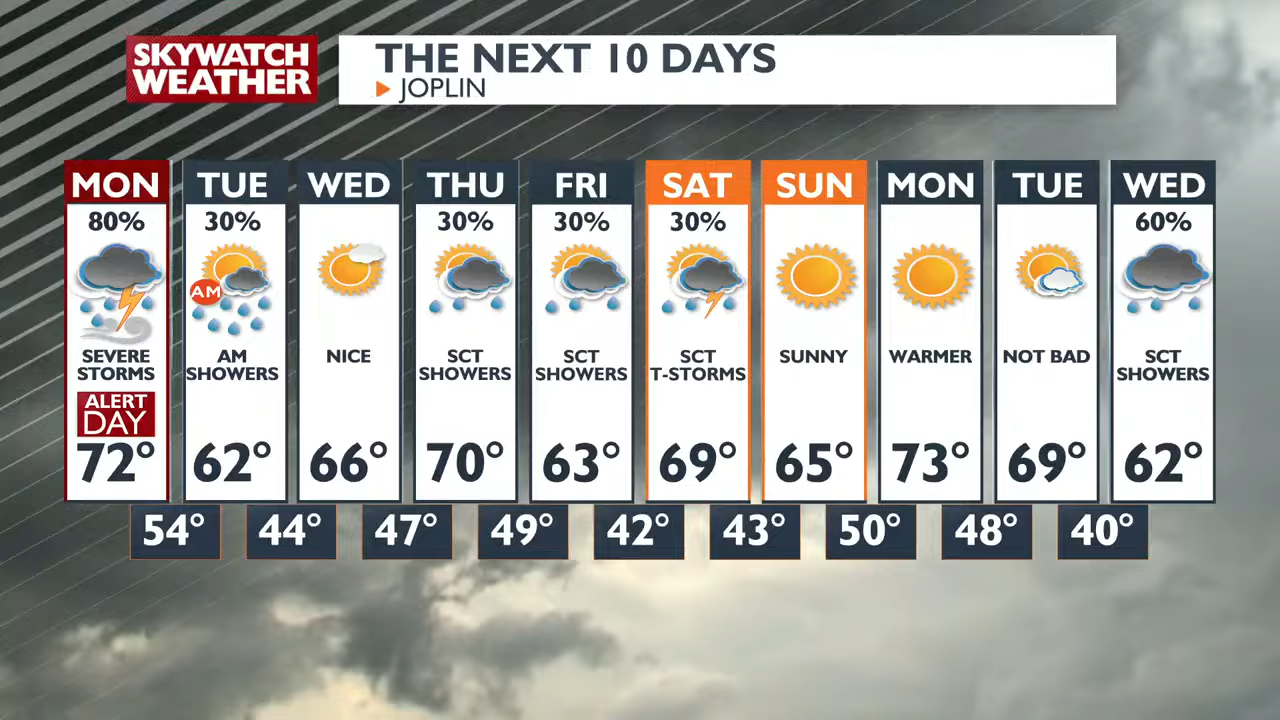 SKYWATCH
WEATHER
THE NEXT 10 DAYS
JOPLIN
MON
80%
SEVERE
STORMS
ALERT
DAY
72°
TUE
30%
AM
AM
SHOWERS
62°
WED
NICE
66°
THU
30%
SCT
SHOWERS
70°
FRI
30%
SCT
SHOWERS
63°
SAT
30%
SCT
T-STORMS
69°
SUN
SUNNY
65°
MON
WARMER
73°
TUE
NOT BAD
69°
WED
60%
SCT
SHOWERS
62°
54° 44° 47° 49° 42° 43° 50° 48° 40°